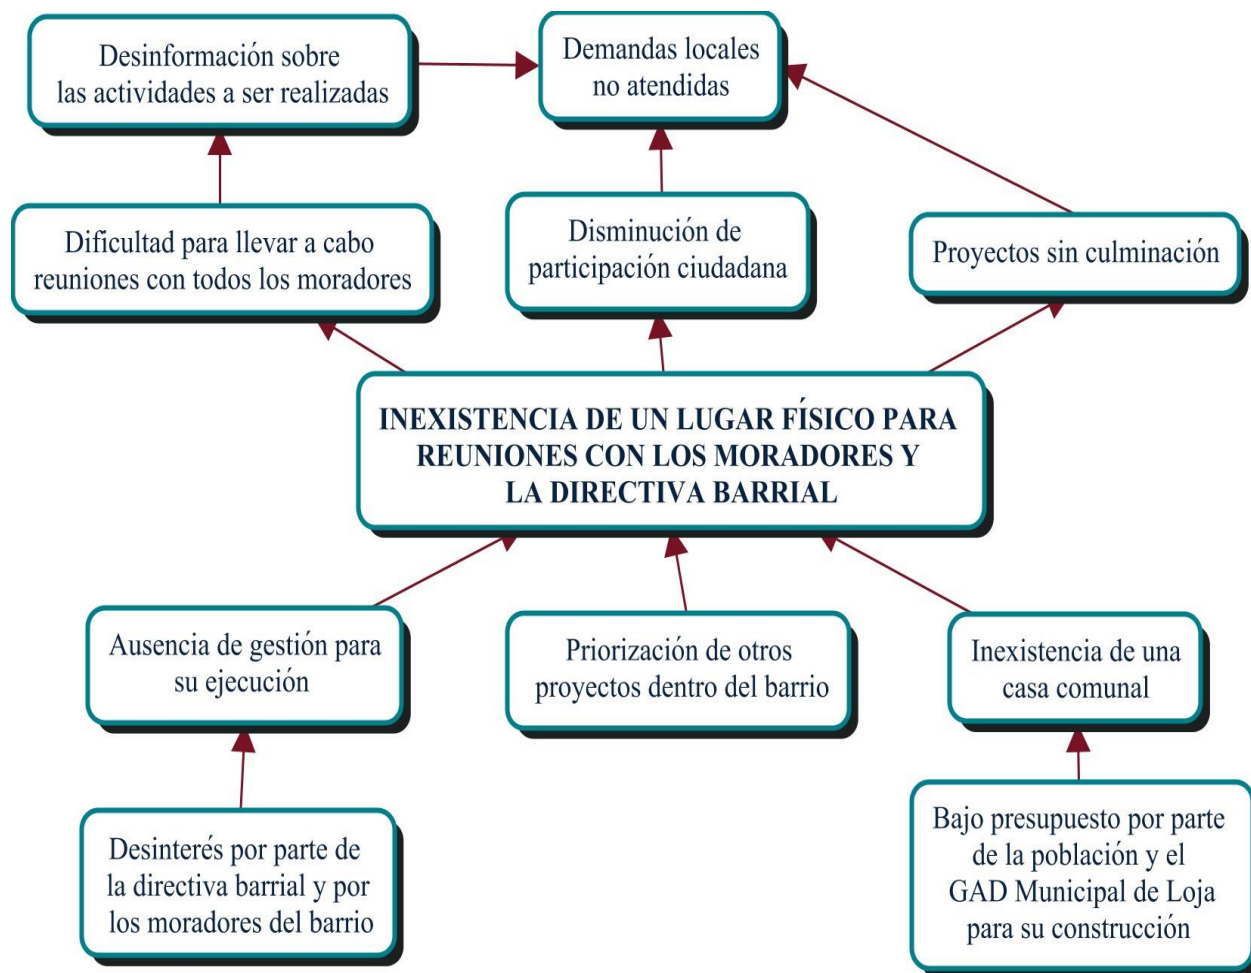 Desinformación sobre
las actividades a ser realizadas
Demandas locales
no atendidas
Dificultad para llevar a cabo
reuniones con todos los moradores
Disminución de
participación ciudadana
Proyectos sin culminación
INEXISTENCIA DE UN LUGAR FÍSICO PARA
REUNIONES CON LOS MORADORES Y
LA DIRECTIVA BARRIAL
Ausencia de gestión para
su ejecución
Priorización de otros
proyectos dentro del barrio
Inexistencia de una
casa comunal
Desinterés por parte de
la directiva barrial y por
los moradores del barrio
Bajo presupuesto por parte
de la población y el
GAD Municipal de Loja
para su construcción